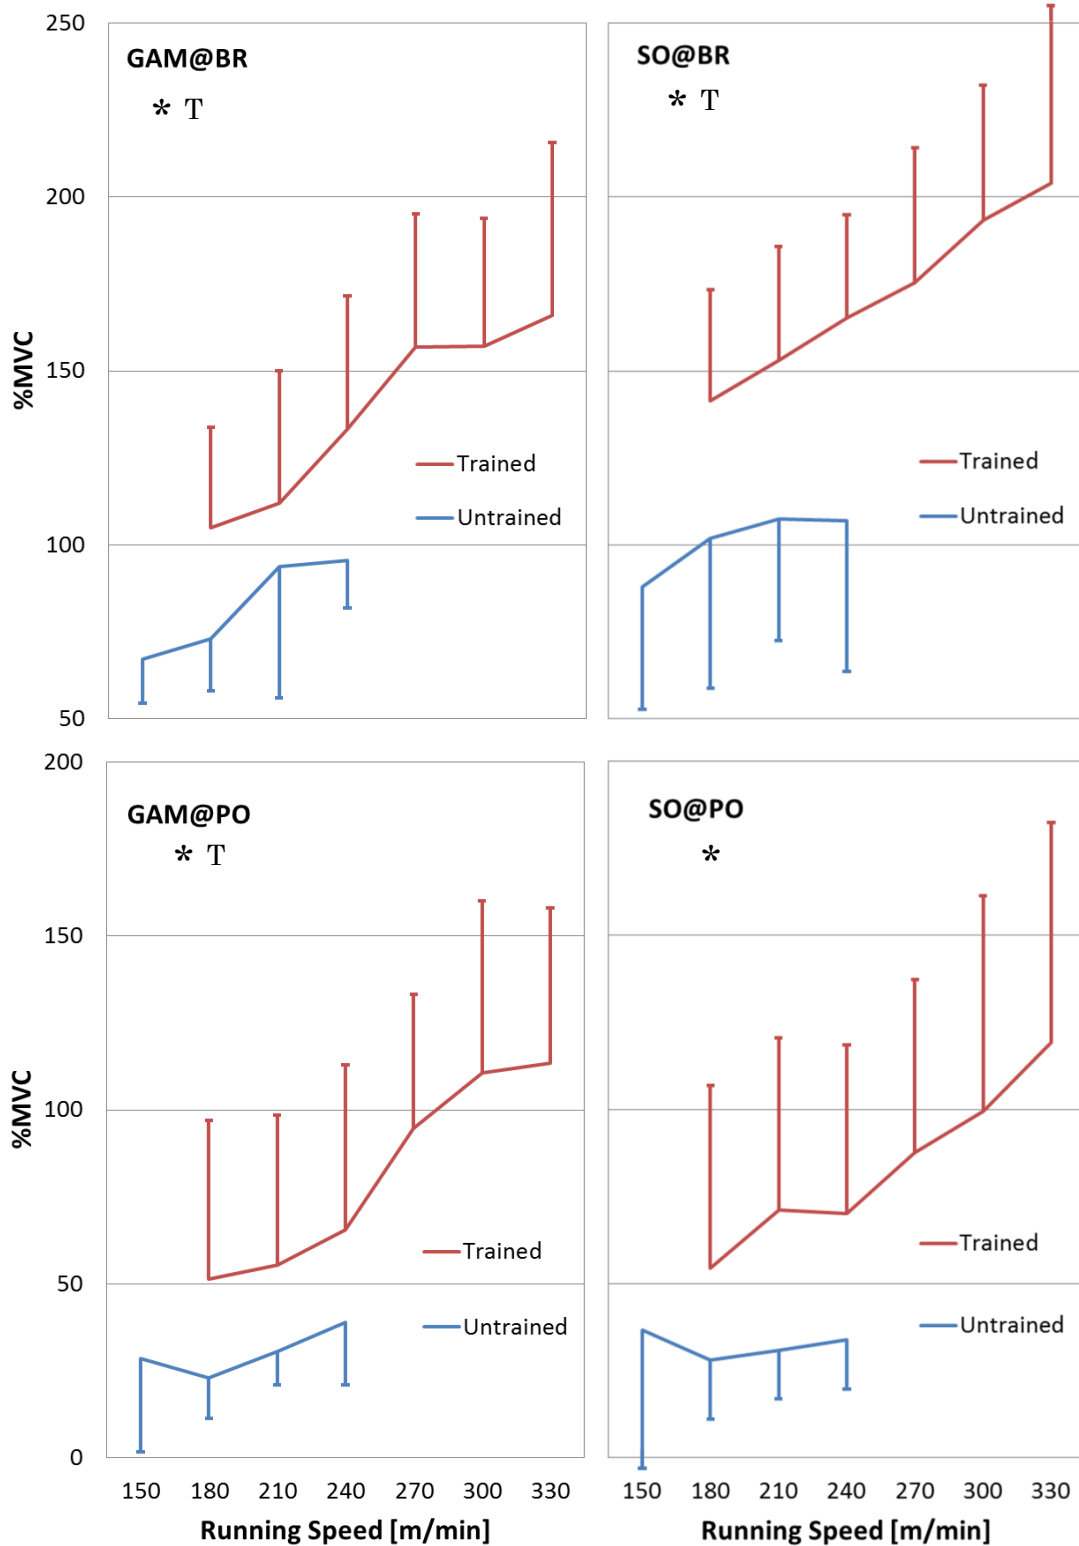 250
200
150
100
50
%MVC
GAM@BR
* T
Trained
Untrained
SO@BR
* T
Trained
Untrained
200
150
100
50
0
%MVC
GAM@PO
* T
Trained
Untrained
150 180 210 240 270 300 330
Running Speed [m/min]
SO@PO
*
Trained
Untrained
150 180 210 240 270 300 330
Running Speed [m/min]